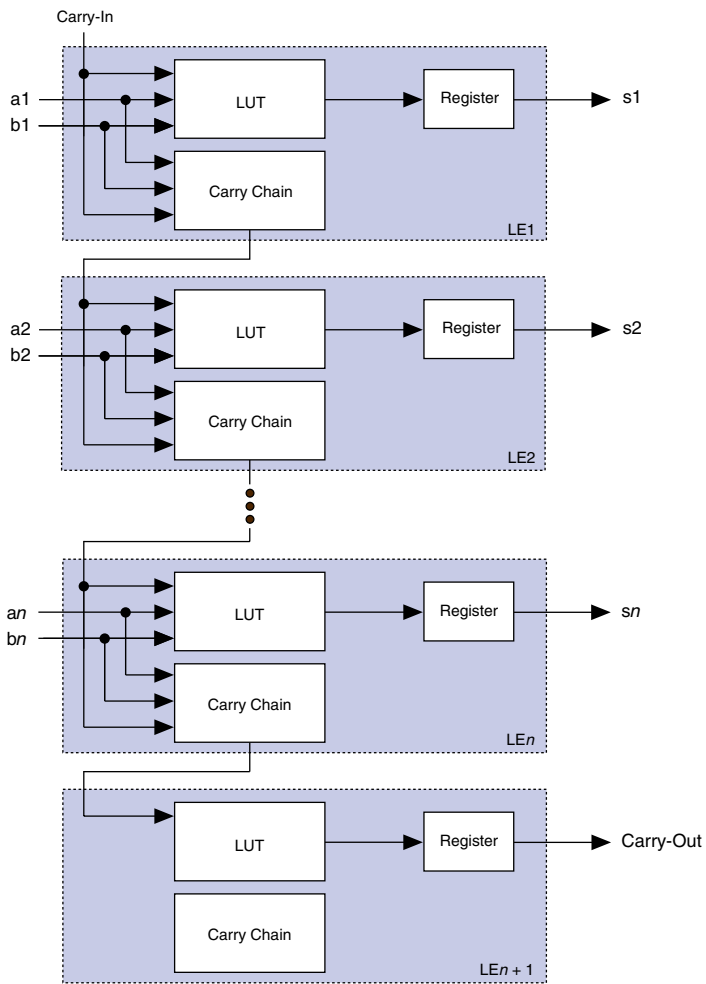 Carry-In
a1
b1
LUT
Register
s1
Carry Chain
LE1
a2
b2
LUT
Register
s2
Carry Chain
LE2
an
bn
LUT
Register
sn
Carry Chain
LEn
LUT
Register
Carry-Out
Carry Chain
LEn + 1